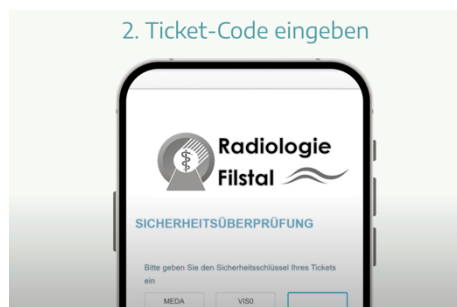 2. Ticket-Code eingeben
Radiologie
Filstal
SICHERHEITSÜBERPRÜFUNG
Bitte geben Sie den Sicherheitsschlüssel Ihres Tickets
ein
MEDA VIS0